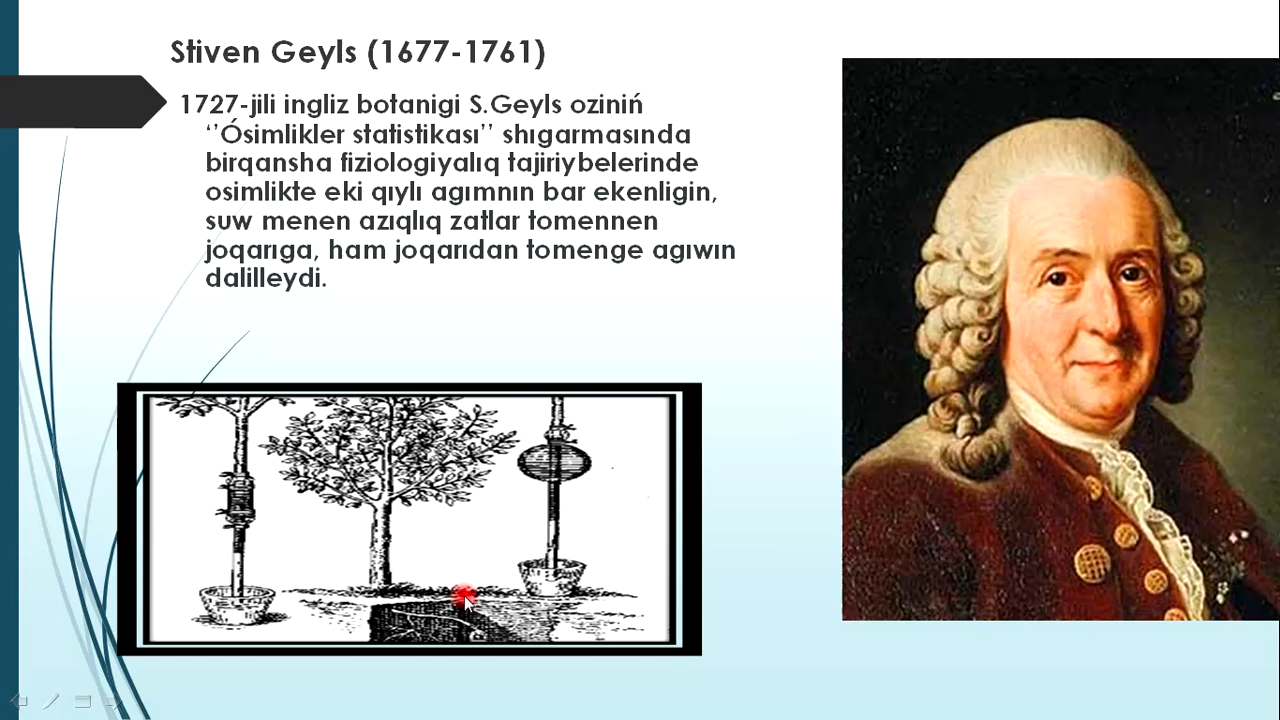 Stiven Geyls (1677-1761)
1727-jili ingliz botanigi S.Geyls oziniń
‘’Ósimlikler statistikası’’ shıgarmasında
birqansha fiziologiyalıq tajiriybelerinde
osimlikte eki qıylı agımnın bar ekenligin,
suw menen azıqlıq zatlar tomennen
joqarıga, ham joqarıdan tomenge agıwın
dalilleydi.